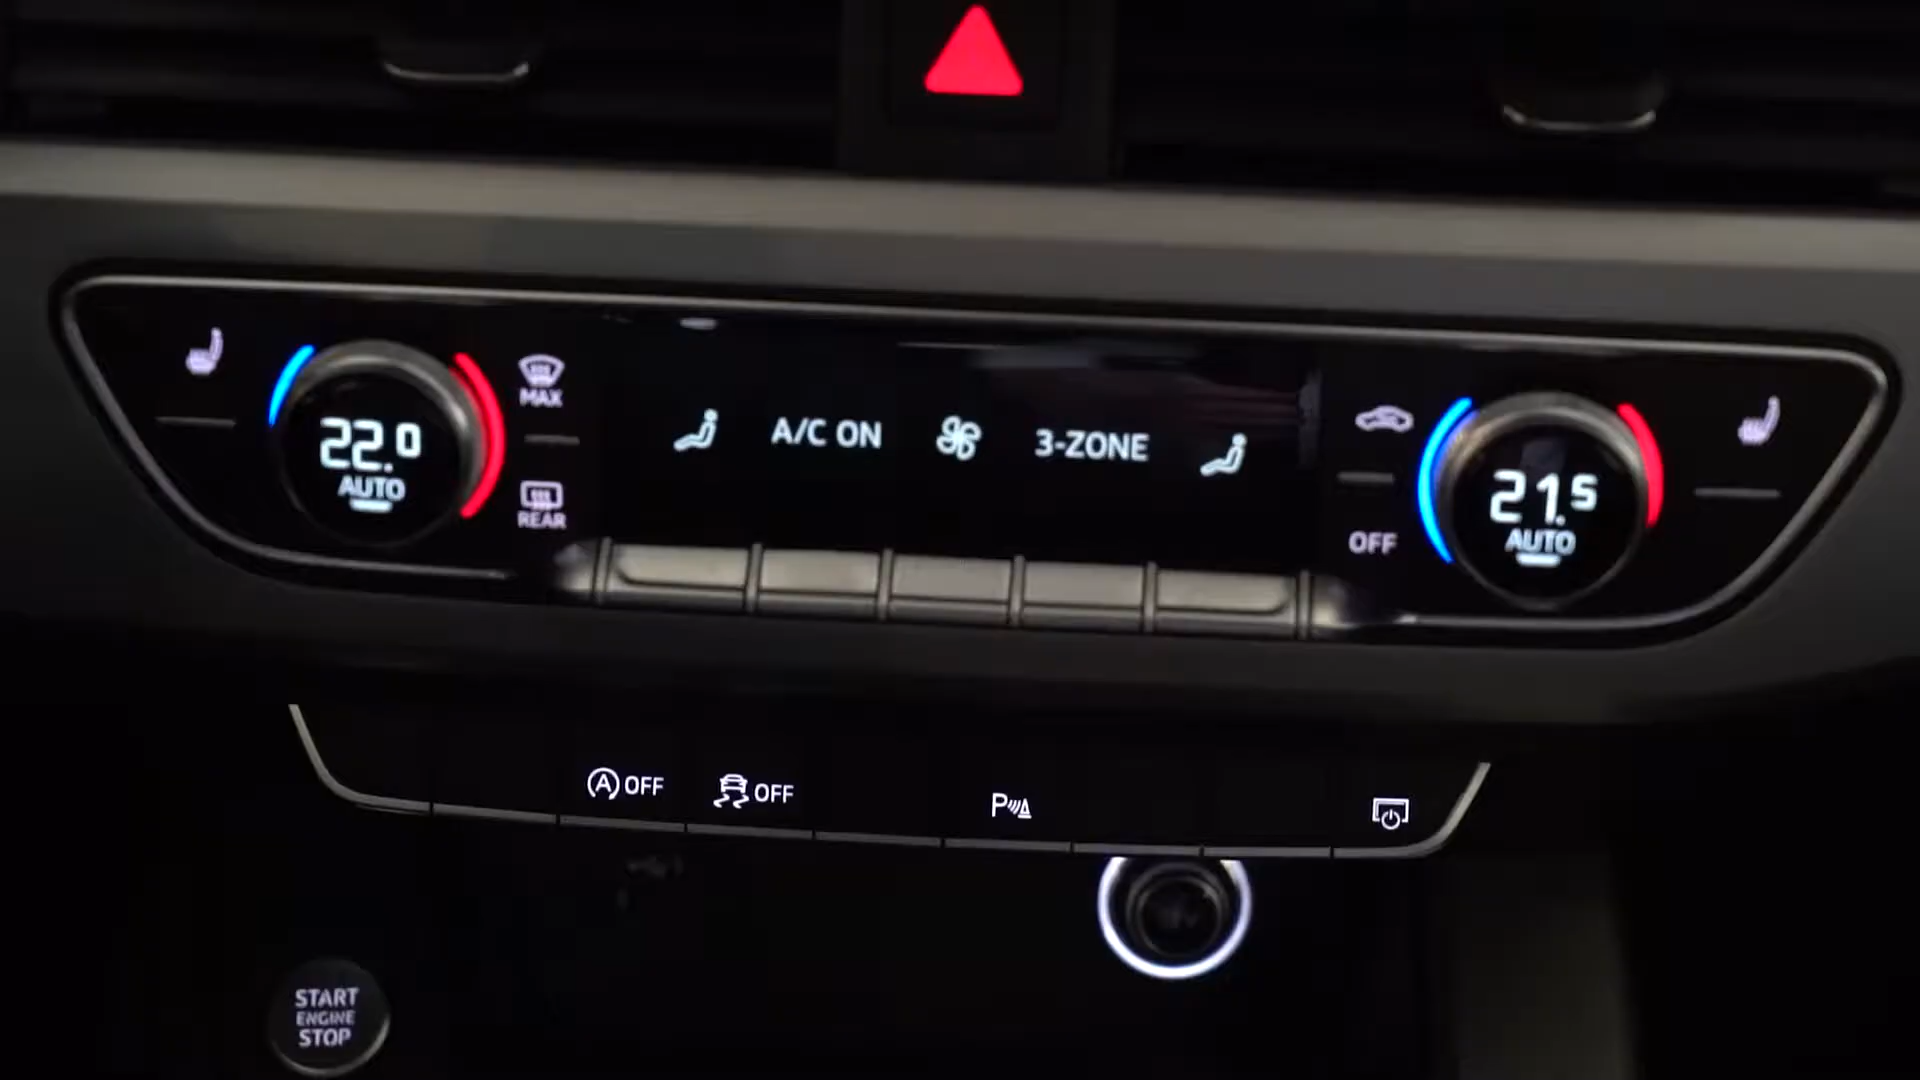 MAX
REAR
22.0
AUTO
A/C ON
3-ZONE
OFF
21.5
AUTO
A OFF
OFF
P
START
ENGINE
STOP